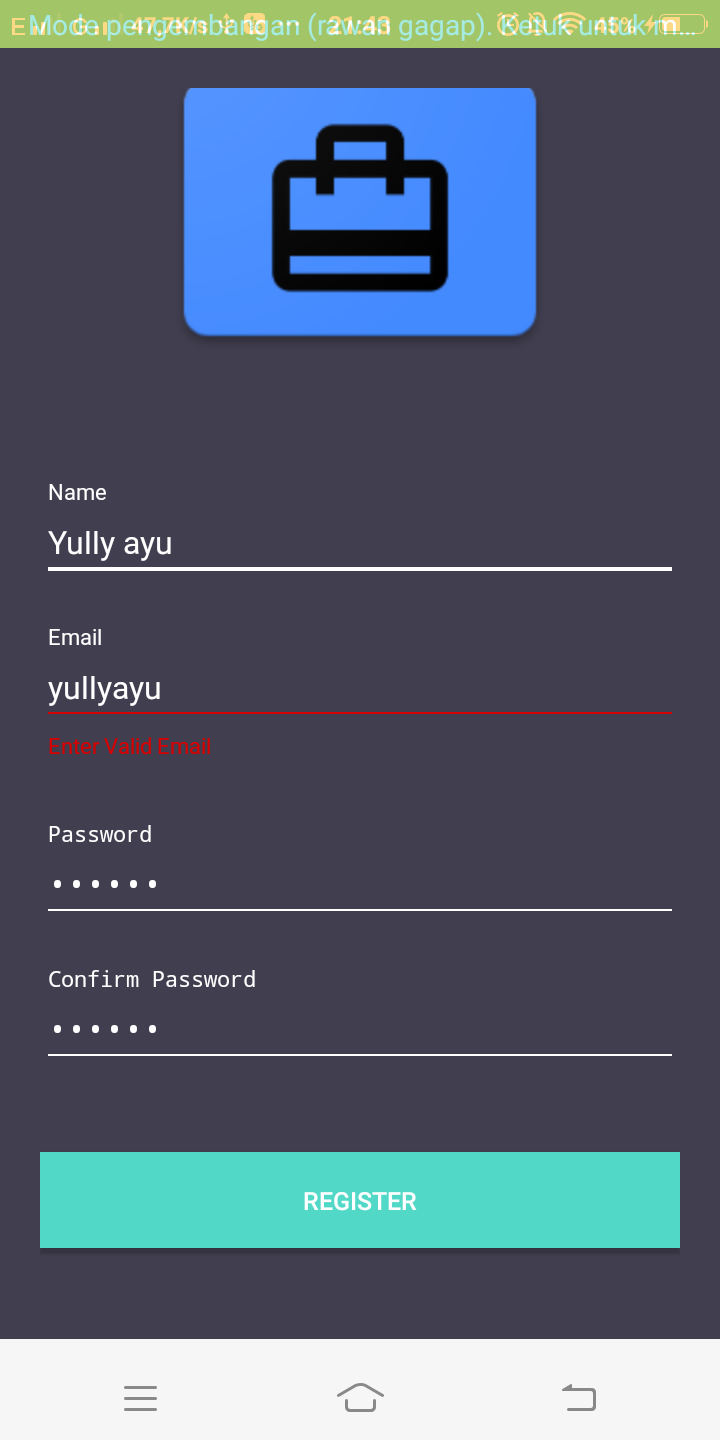 Mode pengembangan (rawan gagap). Ketuk untuk m...
47,7K/s 21:43 45%
Name
Yully ayu
Email
yullyayu
Enter Valid Email
Password
Confirm Password
REGISTER